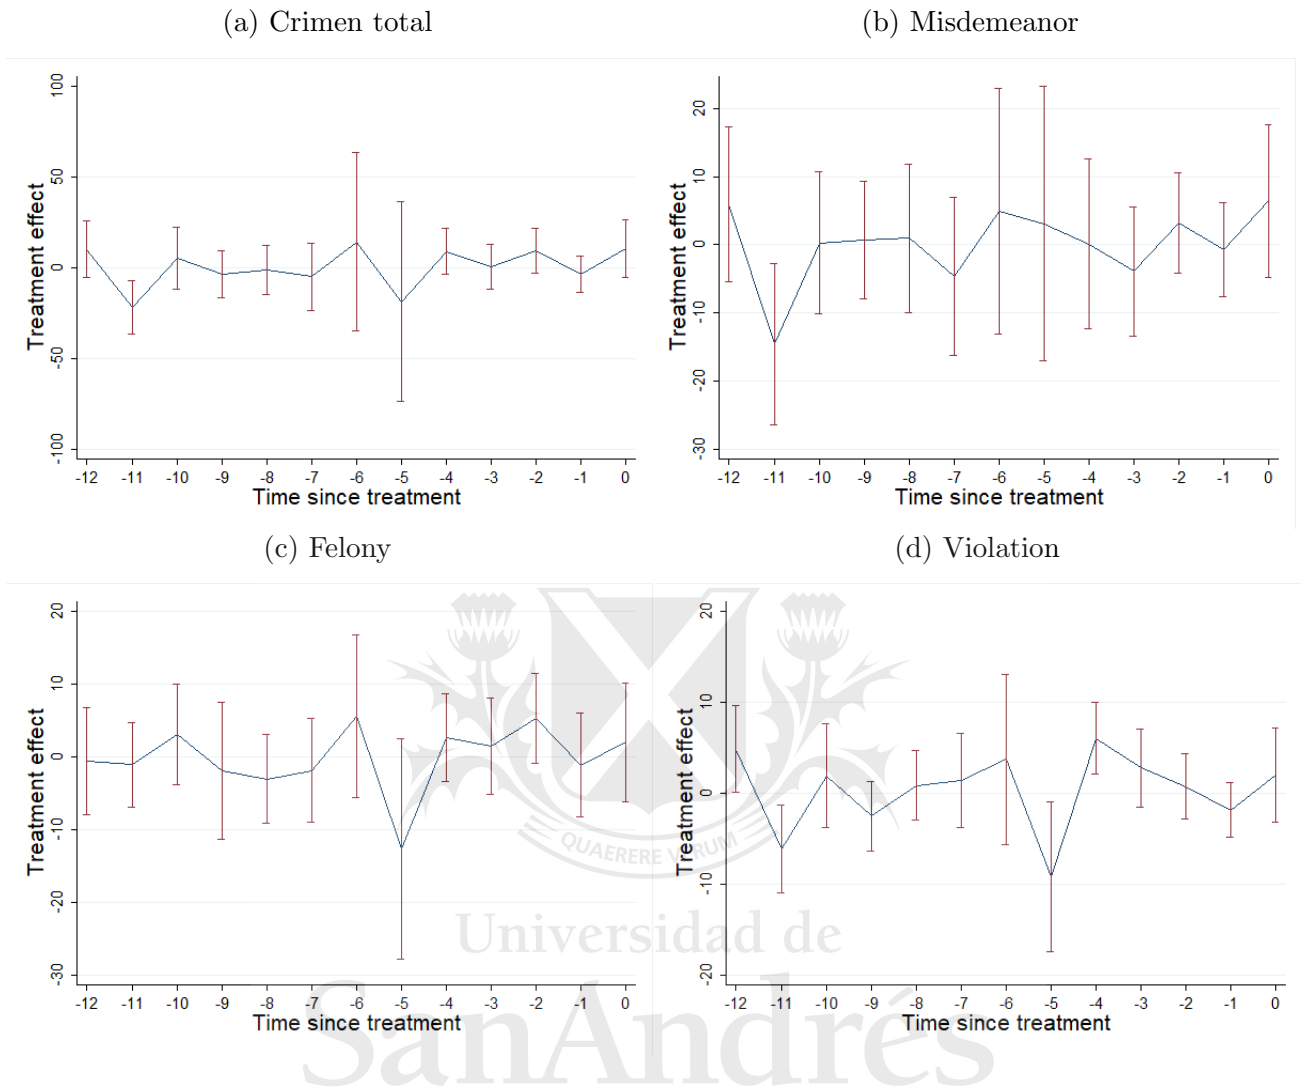 (a) Crimen total
Treatment effect
100
50
0
-50
-100
-12 -11 -10 -9 -8 -7 -6 -5 -4 -3 -2 -1 0
Time since treatment
(b) Misdemeanor
Treatment effect
20
10
0
-10
-20
-30
-12 -11 -10 -9 -8 -7 -6 -5 -4 -3 -2 -1 0
Time since treatment
(c) Felony
Treatment effect
20
10
0
-10
-20
-30
-12 -11 -10 -9 -8 -7 -6 -5 -4 -3 -2 -1 0
Time since treatment
(d) Violation
Treatment effect
20
10
0
-10
-20
-12 -11 -10 -9 -8 -7 -6 -5 -4 -3 -2 -1 0
Time since treatment
QUAERERE VERUM
Universidad de
SanAndrés